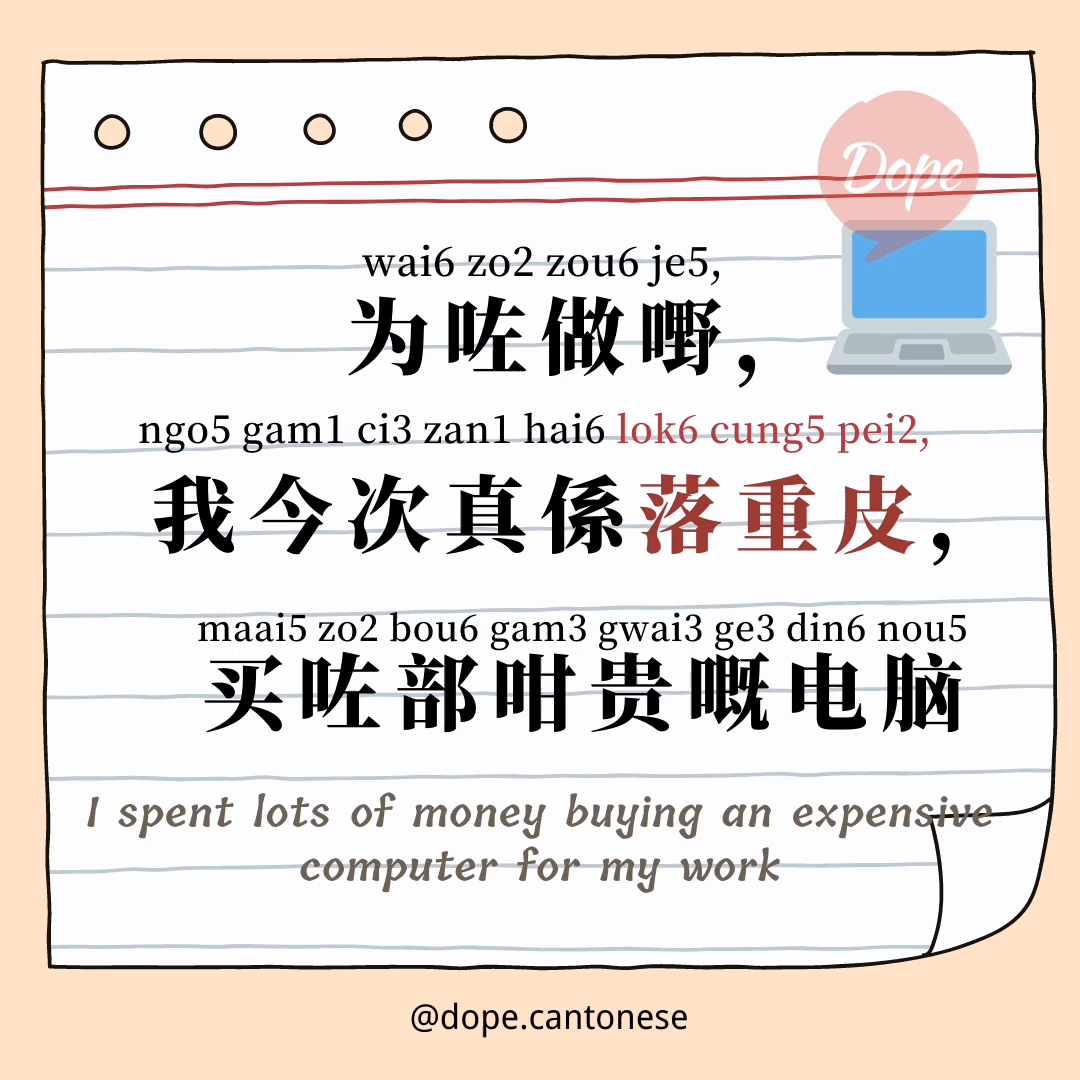 Dope
wai6 zo2 zou6 je5,
为咗做嘢，
ngo5 gam1 ci3 zan1 hai6 lok6 cung5 pei2,
我今次真係落重皮，
maai5 zo2 bou6 gam3 gwai3 ge3 din6 nou5
买咗部咁贵嘅电脑
I spent lots of money buying an expensive
computer for my work
@dope.cantonese